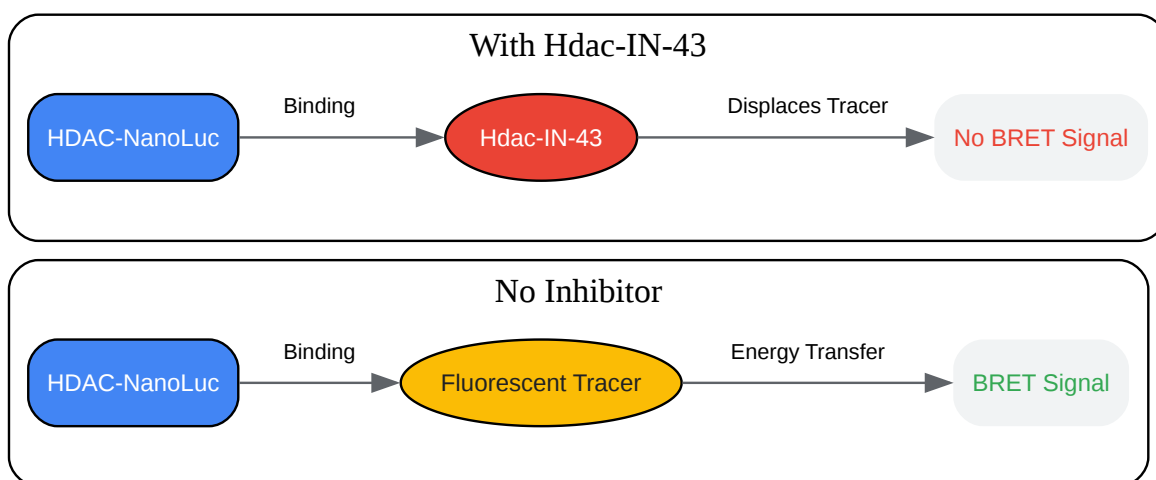 With Hdac-IN-43
HDAC-NanoLuc
Binding
Hdac-IN-43
Displaces Tracer
No BRET Signal
No Inhibitor
HDAC-NanoLuc
Binding
Fluorescent Tracer
Energy Transfer
BRET Signal